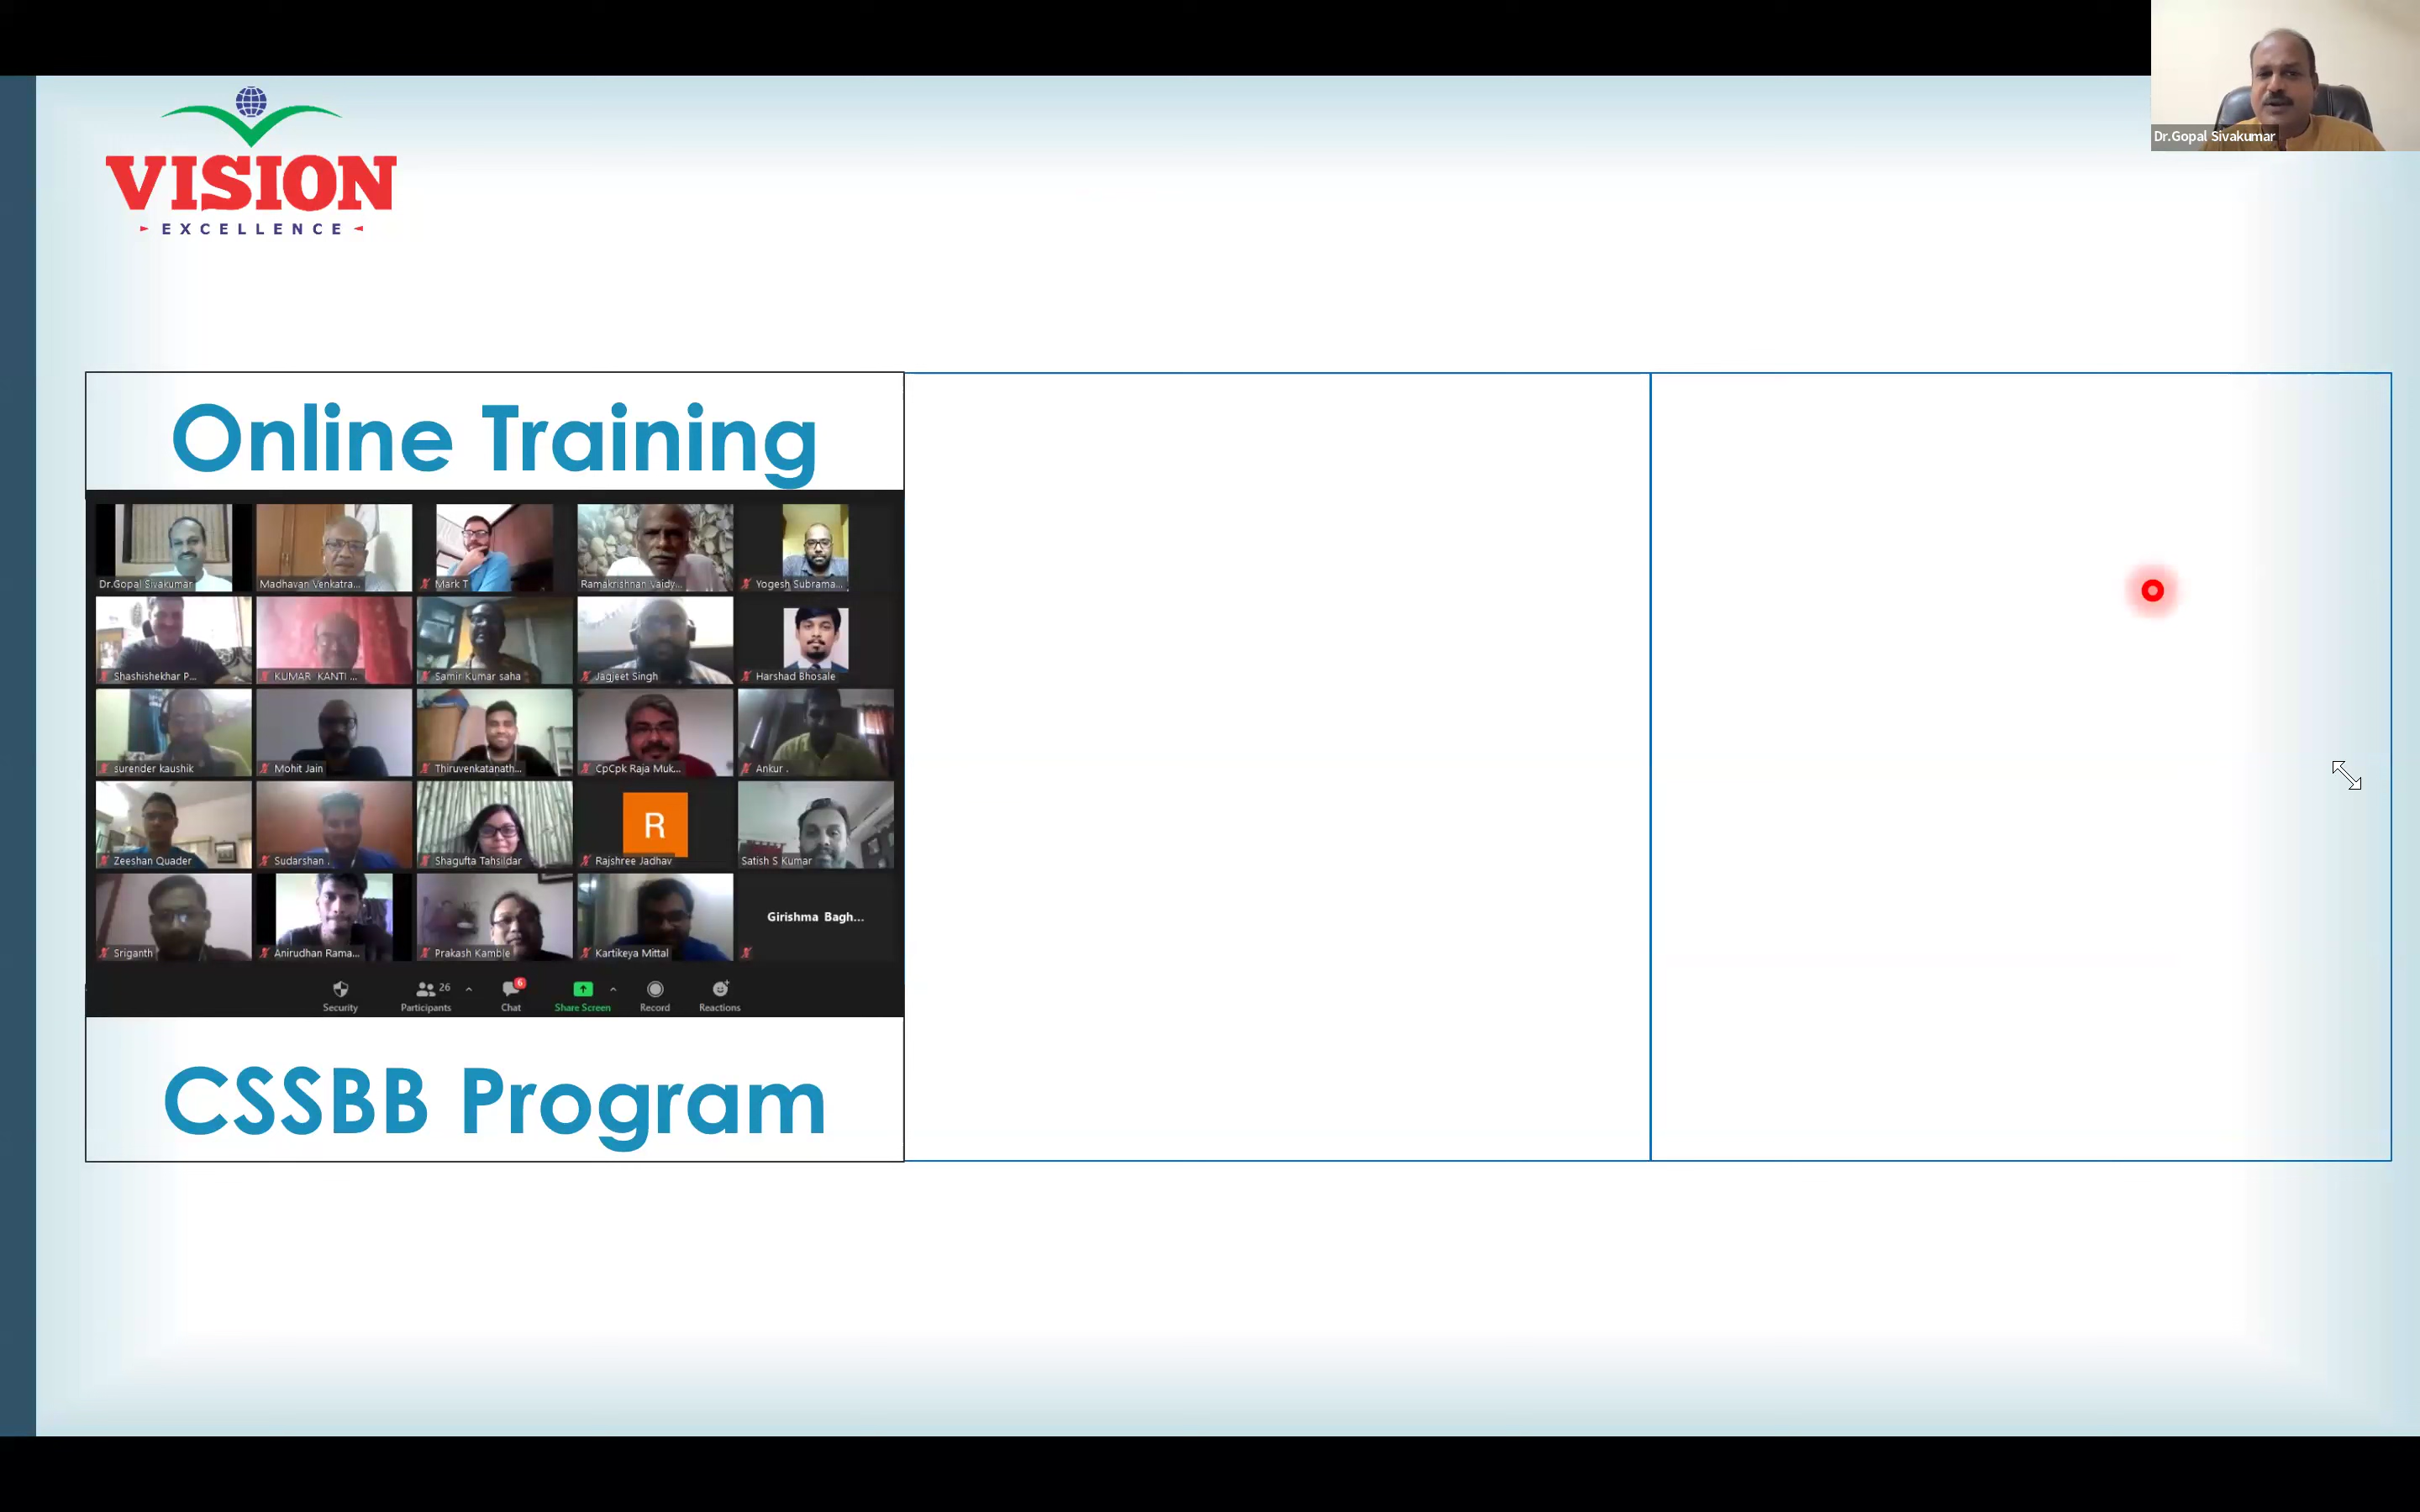 Dr.Gopal Sivakumar
VISION
EXCELLENCE
Online Training
Dr.Gopal Sivakumar
Madhavan Venkatra...
Mark T
Ramakrishnan Vaidy...
Yogesh Subrama...
Shashishekhar P...
KUMAR KANTI ...
Samir Kumar saha
Jagjeet Singh
Harshad Bhosale
surender kaushik
Mohit Jain
Thiruvenkatanath...
CpCpk Raja Muk...
Ankur .
Zeeshan Quader
Sudarshan .
Shagufta Tahsildar
R
Rajshree Jadhav
Satish S Kumar
Sriganth
Anirudhan Rama...
Prakash Kamble
Kartikeya Mittal
Girishma Bagh...
Security
26
Participants
6
Chat
Share Screen
Record
Reactions
CSSBB Program